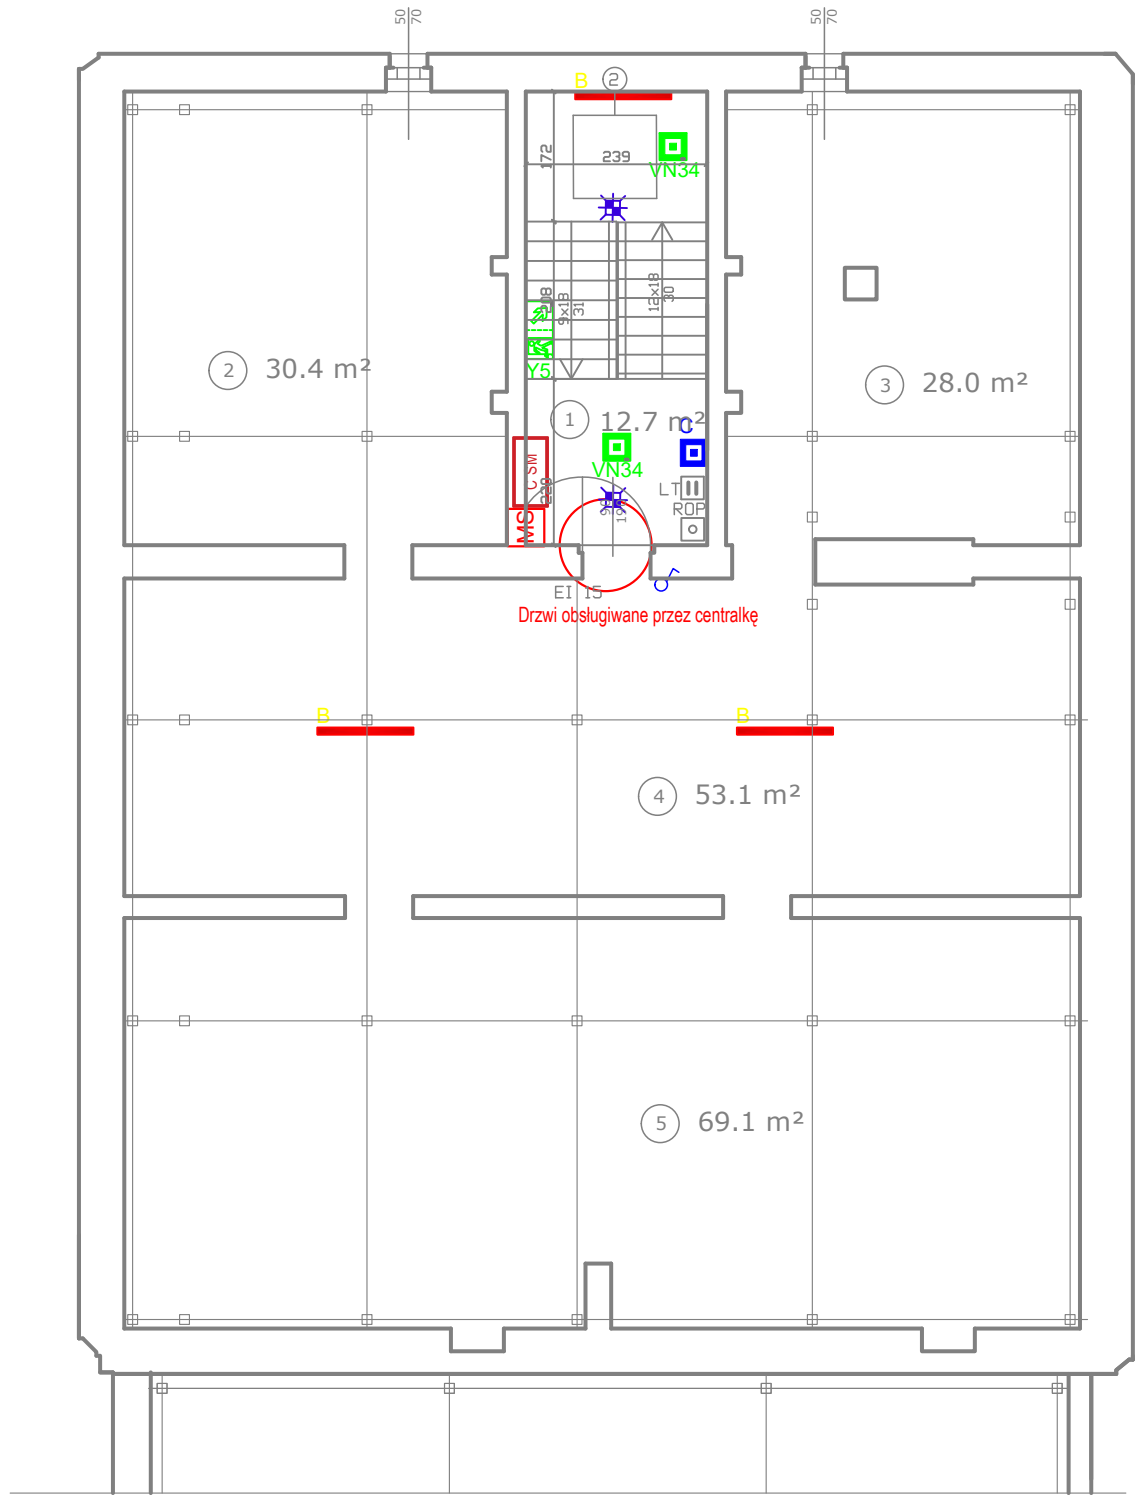 50
70
50
70
B
2
172
239
VN34
208
9x18
31
12x18
30
Y5
2
30.4 m²
3
28.0 m²
1
12.7 m²
C
C SM
VN34
LT
228
MS
ROP
EI 15
Drzwi obsługiwane przez centralkę
B
B
4
53.1 m²
5
69.1 m²